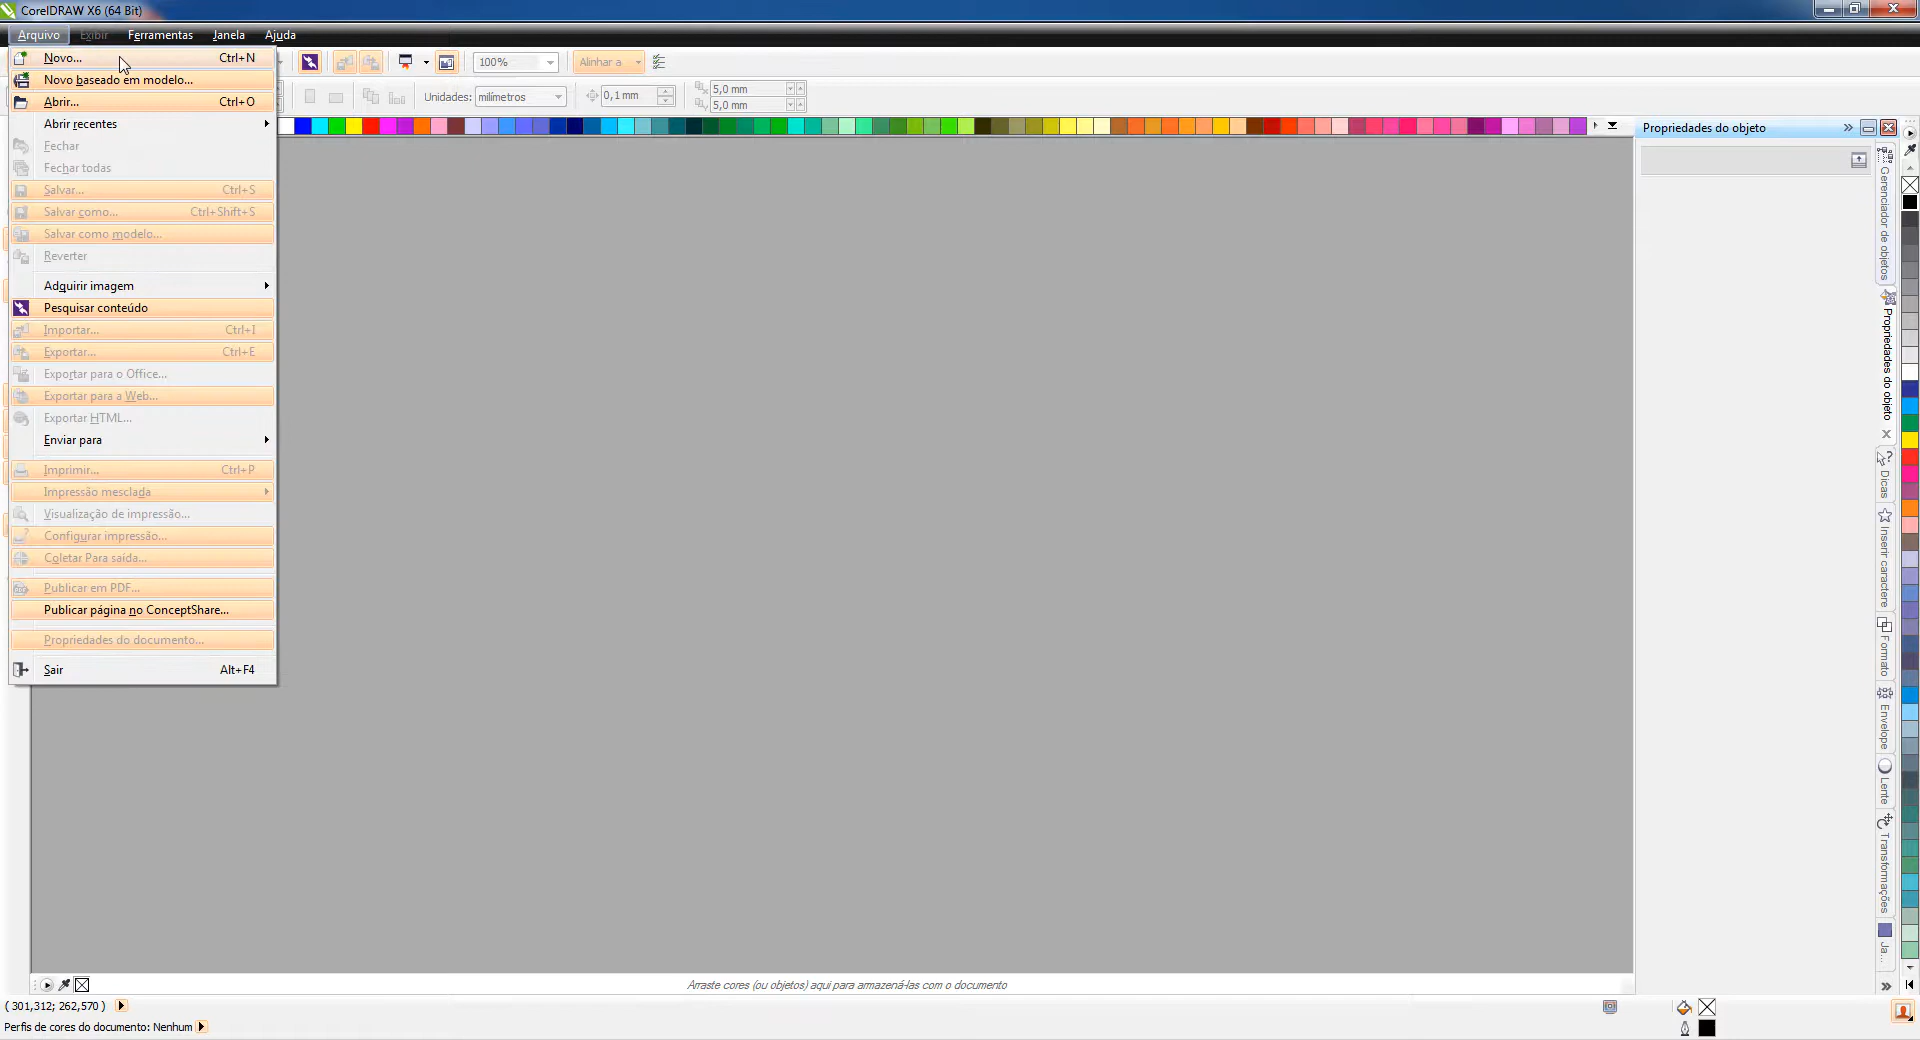 CorelDRAW X6 (64 Bit)
Arquivo Exibir Ferramentas Janela Ajuda
Novo... Ctrl+N
Novo baseado em modelo...
Abrir... Ctrl+O
Abrir recentes
Fechar
Fechar todas
Salvar... Ctrl+S
Salvar como... Ctrl+Shift+S
Salvar como modelo...
Reverter
Adquirir imagem
Pesquisar conteúdo
Importar... Ctrl+I
Exportar... Ctrl+E
Exportar para o Office...
Exportar para a Web...
Exportar HTML...
Enviar para
Imprimir... Ctrl+P
Impressão mesclada
Visualização de impressão...
Configurar impressão...
Coletar Para saída...
Publicar em PDF...
Publicar página no ConceptShare...
Propriedades do documento...
Sair Alt+F4
100%
Alinhar a
Unidades: milímetros
0,1 mm
5,0 mm
5,0 mm
Propriedades do objeto
Gerenciador de objetos
Propriedades do objeto
Dicas
Inserir caractere
Formato
Envelope
Lente
Transformações
Ja...
Arraste cores (ou objetos) aqui para armazená-las com o documento
( 301,312; 262,570 )
Perfis de cores do documento: Nenhum